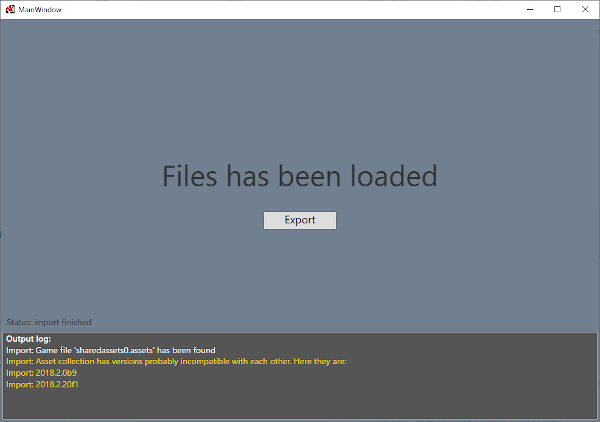 MainWindow
Files has been loaded
Export
Status: import finished
Output log:
Import: Game file 'sharedassets0.assets' has been found
Import: Asset collection has versions probably incompatible with each other. Here they are:
Import: 2018.2.0b9
Import: 2018.2.20f1